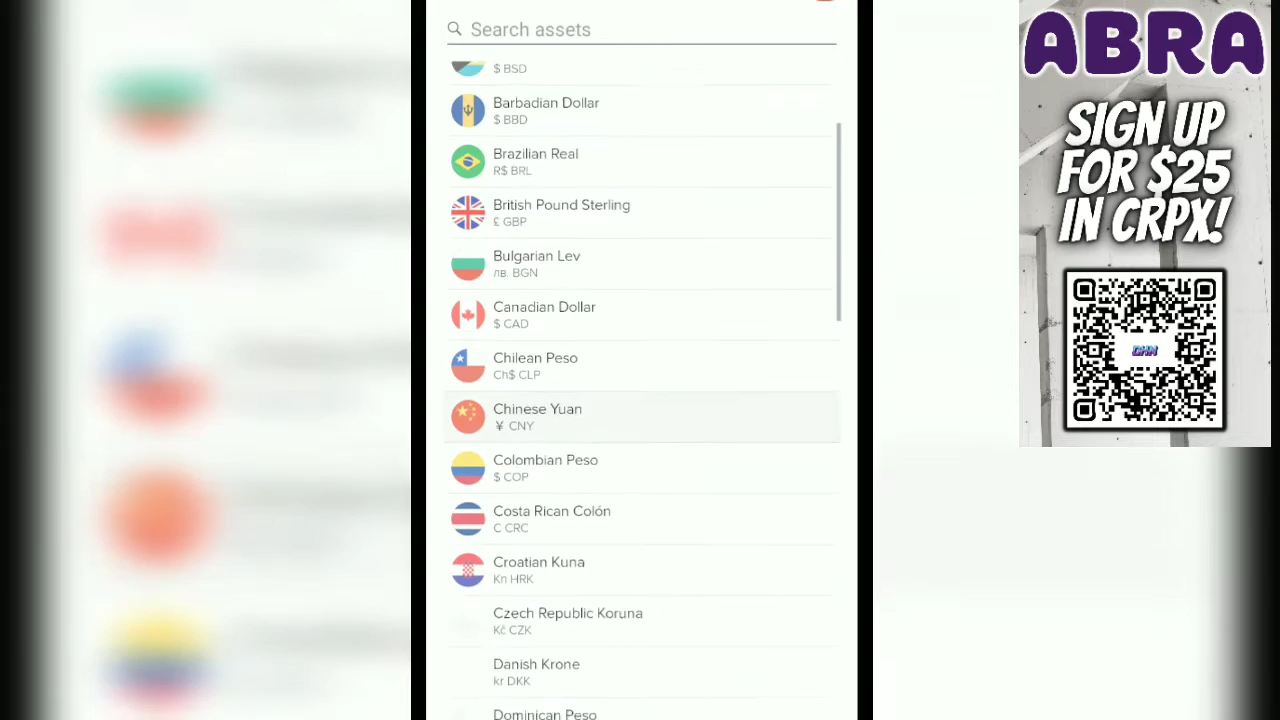 Search assets
$ BSD
Barbadian Dollar
$ BBD
Brazilian Real
R$ BRL
British Pound Sterling
£ GBP
Bulgarian Lev
лв. BGN
Canadian Dollar
$ CAD
Chilean Peso
Ch$ CLP
Chinese Yuan
¥ CNY
Colombian Peso
$ COP
Costa Rican Colón
C CRC
Croatian Kuna
Kn HRK
Czech Republic Koruna
Kč CZK
Danish Krone
kr DKK
Dominican Peso
ABRA
SIGN UP
FOR $25
IN CRPX!
CHM